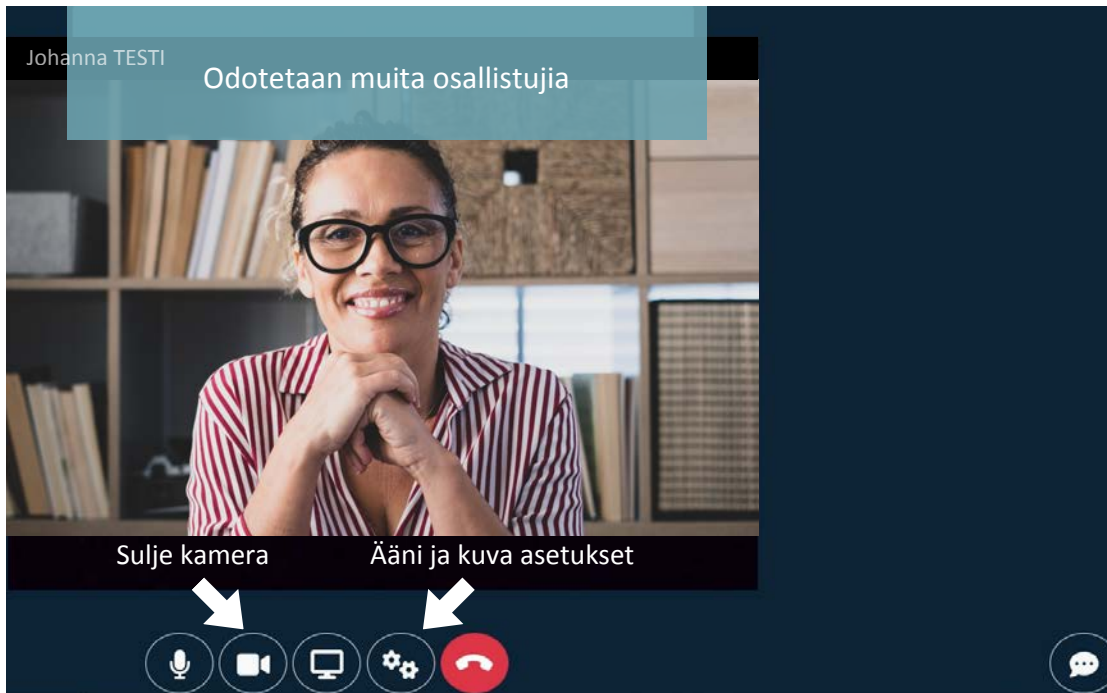 Johanna TESTI
Odotetaan muita osallistujia
Sulje kamera
Ääni ja kuva asetukset